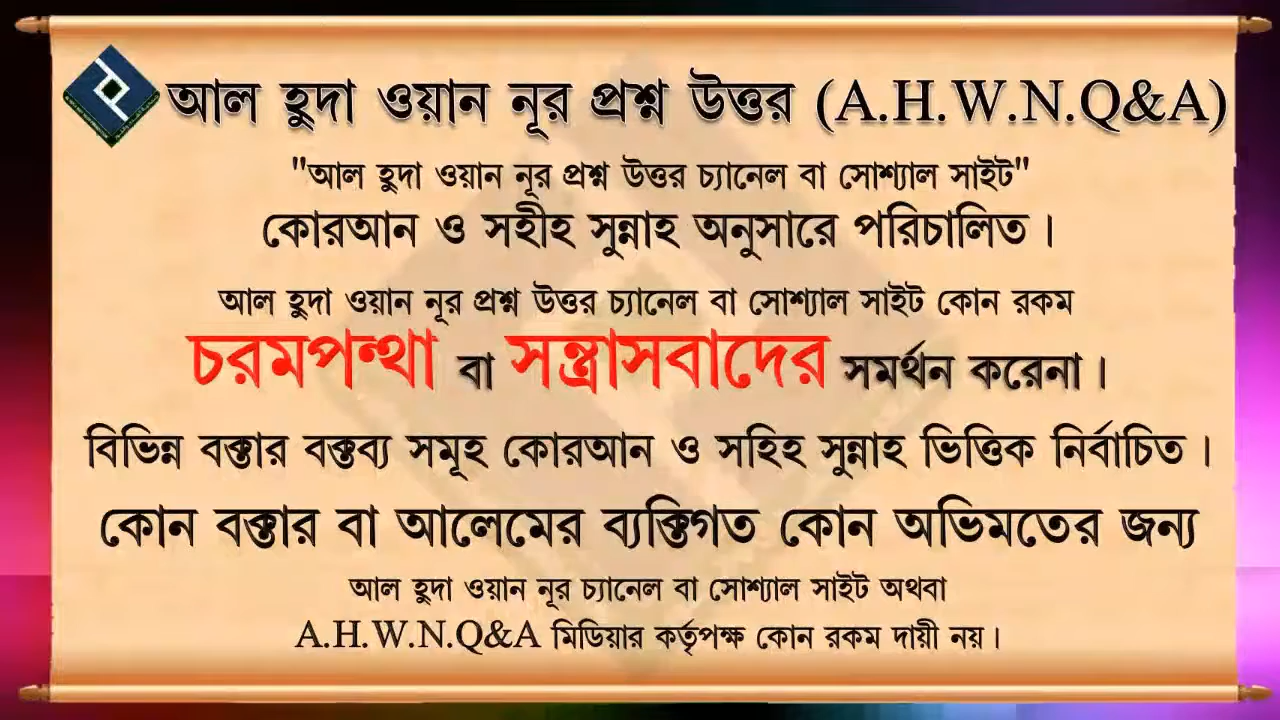 আল হুদা ওয়ান নূর প্রশ্ন উত্তর (A.H.W.N.Q&A)
"আল হুদা ওয়ান নূর প্রশ্ন উত্তর চ্যানেল বা সোশ্যাল সাইট"
কোরআন ও সহীহ সুন্নাহ অনুসারে পরিচালিত।
আল হুদা ওয়ান নূর প্রশ্ন উত্তর চ্যানেল বা সোশ্যাল সাইট কোন রকম
চরমপন্থা বা সন্ত্রাসবাদের সমর্থন করেনা।
বিভিন্ন বক্তার বক্তব্য সমূহ কোরআন ও সহিহ সুন্নাহ ভিত্তিক নির্বাচিত।
কোন বক্তার বা আলেমের ব্যক্তিগত কোন অভিমতের জন্য
আল হুদা ওয়ান নূর চ্যানেল বা সোশ্যাল সাইট অথবা
A.H.W.N.Q&A মিডিয়ার কর্তৃপক্ষ কোন রকম দায়ী নয়।